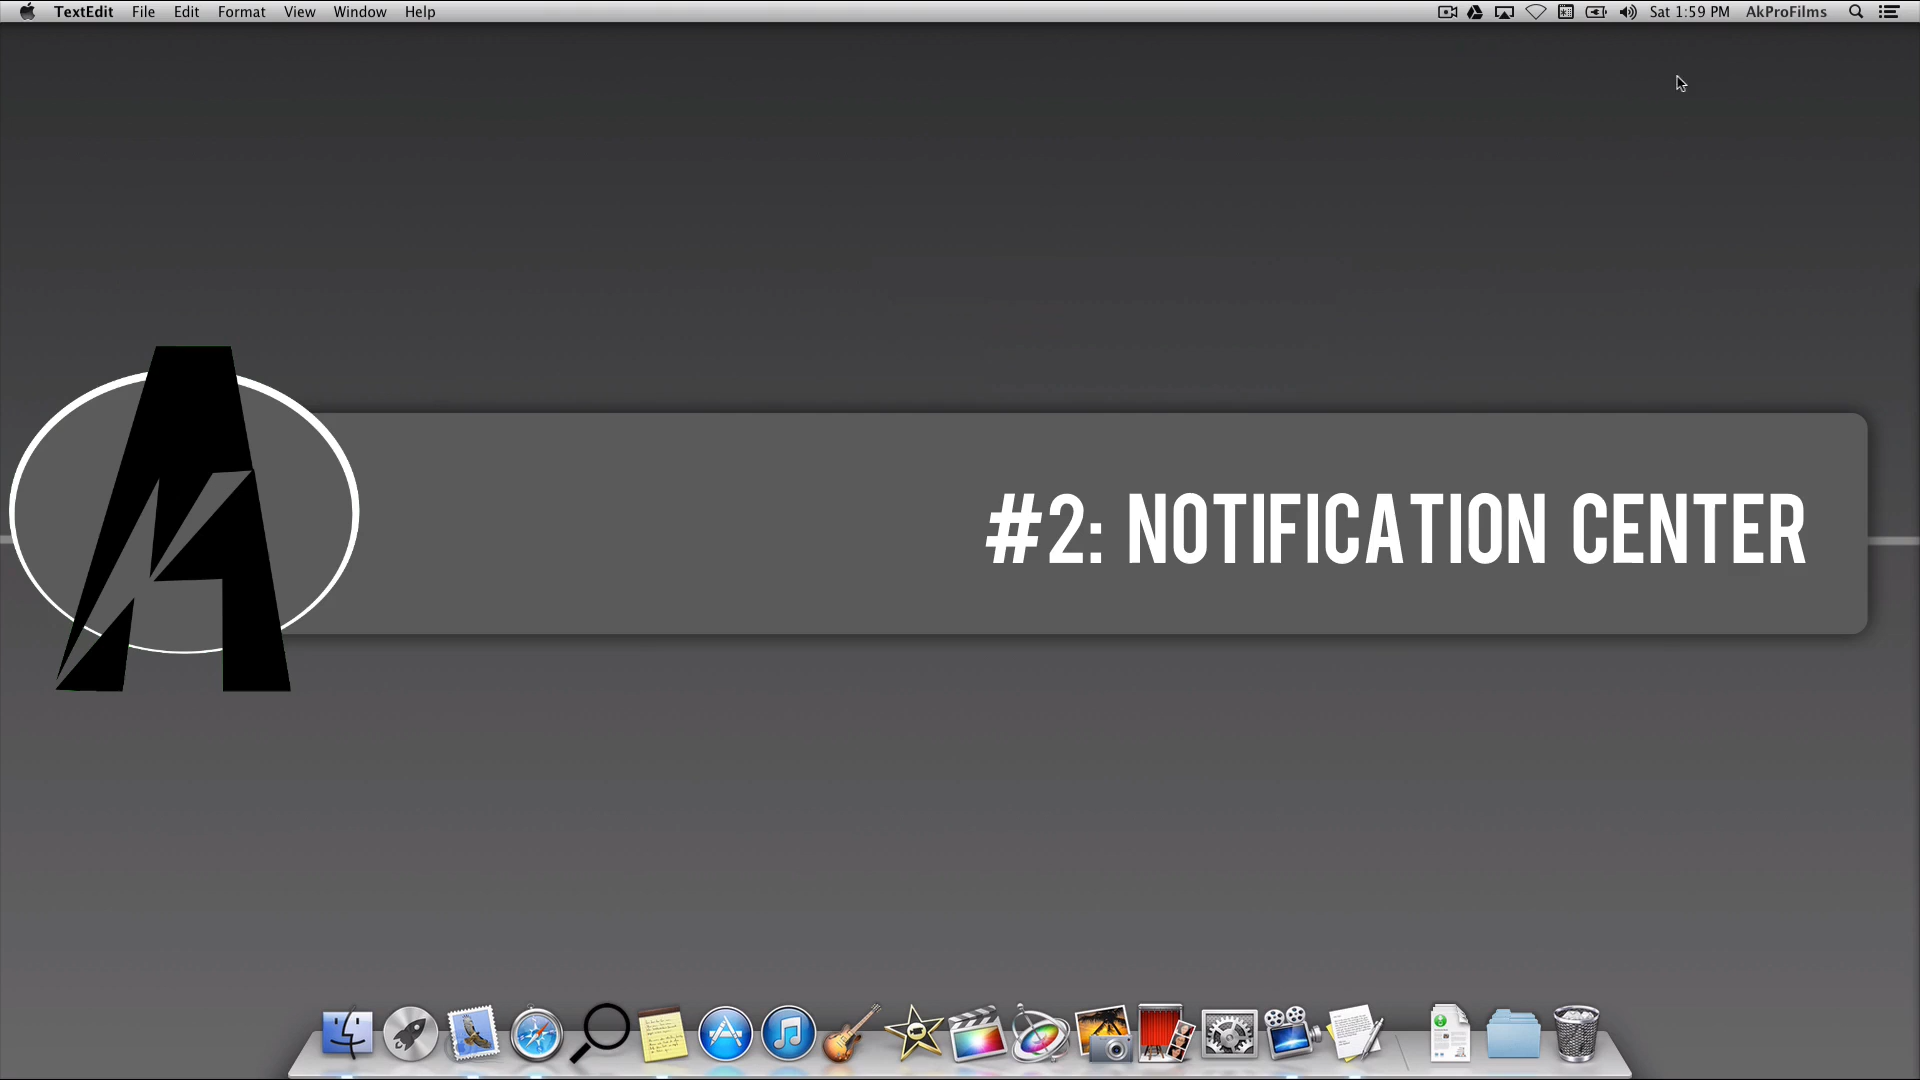 TextEdit File Edit Format View Window Help Sat 1:59 PM AkProFilms
#2: NOTIFICATION CENTER